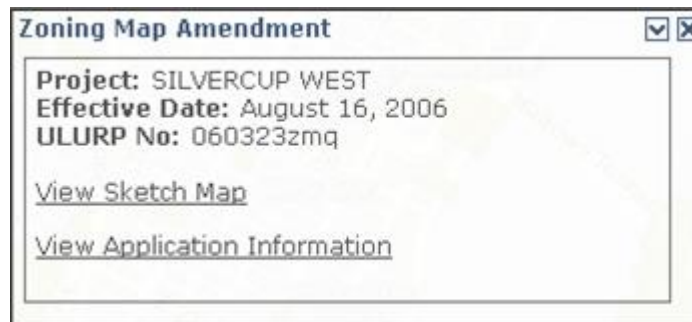 Zoning Map Amendment
Project: SILVERCUP WEST
Effective Date: August 16, 2006
ULURP No: 060323zmq
View Sketch Map
View Application Information